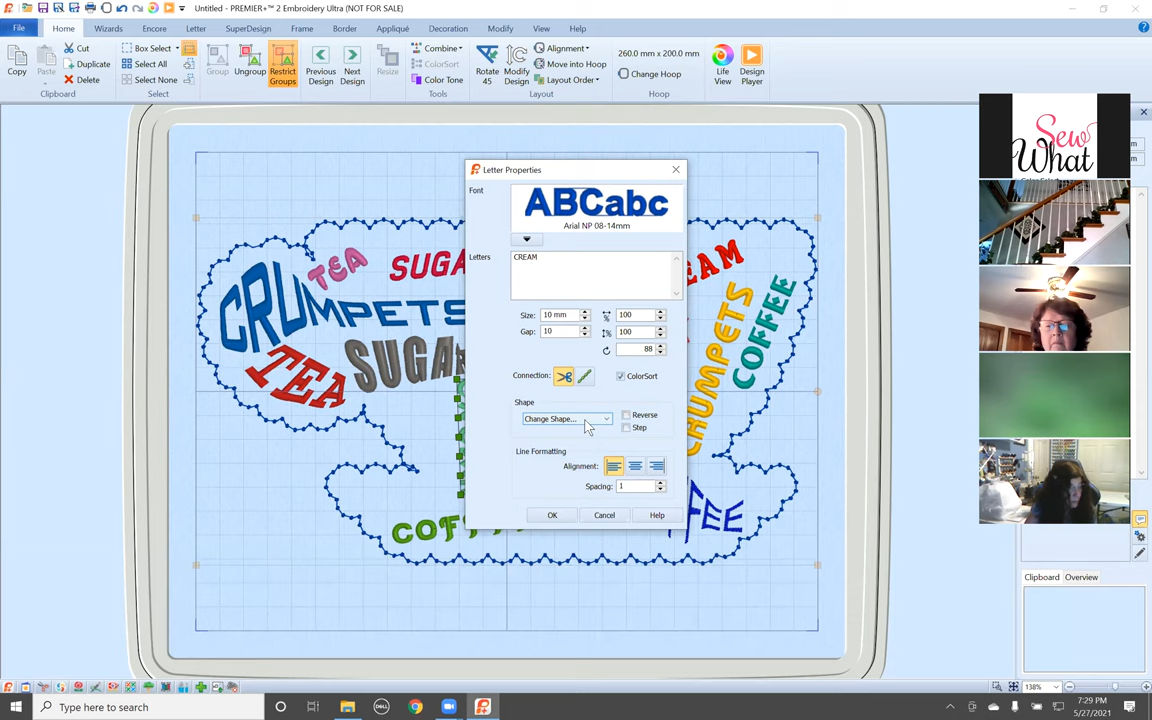 Untitled - PREMIER+™ 2 Embroidery Ultra (NOT FOR SALE)
File Home Wizards Encore Letter SuperDesign Frame Border Appliqué Decoration Modify Help
Copy Paste Cut Duplicate Delete
Box Select Select All Select None
Group Ungroup Restrict Groups
Previous Design Next Design
Resize
Combine ColorSort Color Tone
Rotate 45 Modify Design
Alignment Move into Hoop Layout Order
260.0 mm x 200.0 mm
Change Hoop
Life View Design Player
Clipboard Select Tools Layout Hoop
Sew What
Letter Properties
Font
ABCabc
Arial NP 08-14mm
Letters
CREAM
Size: 10 mm % 100
Gap: 10 % 100
88
Connection: ColorSort
Shape
Change Shape... Reverse
Step
Line Formatting
Alignment:
Spacing: 1
OK Cancel Help
TEA
SUGA
CRUMPETS
TEA
SUGAR
COFF
EAM
CRUMPETS
COFFEE
FEE
Clipboard Overview
138%
Type here to search
DELL
7:29 PM
5/27/2021